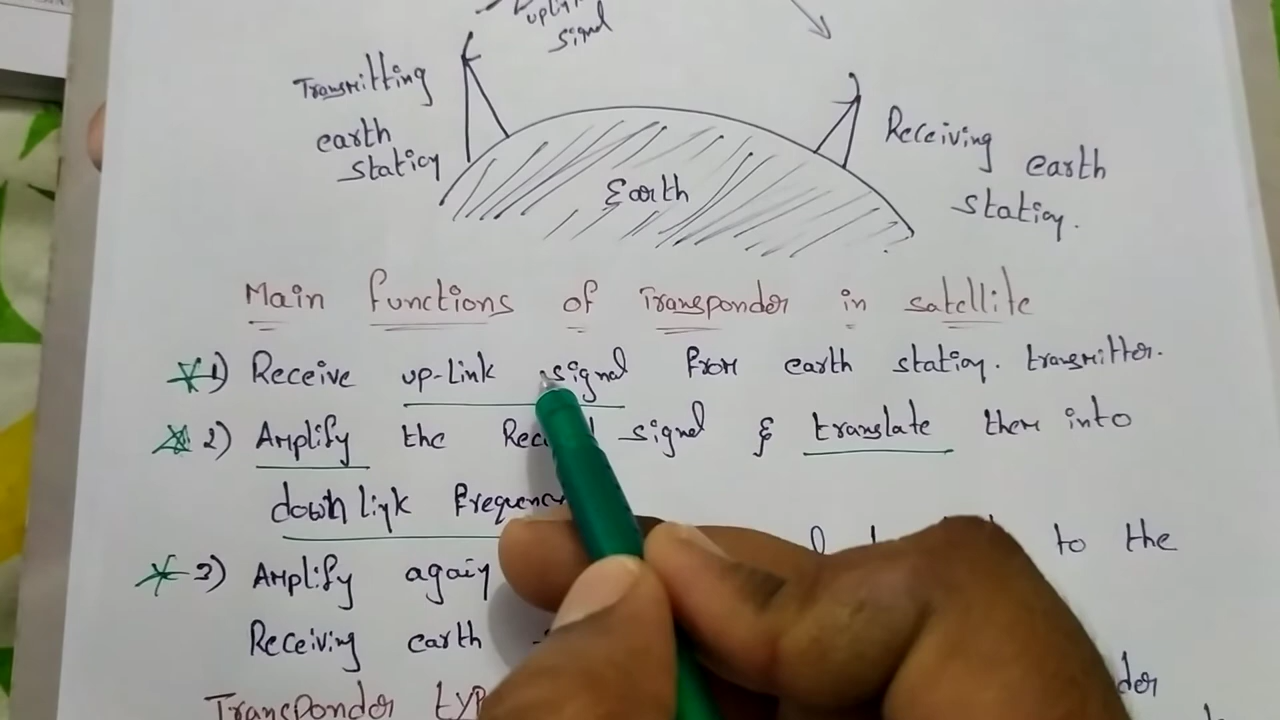 uplink
signal
Transmitting
earth
station
Earth
Receiving
earth
station.
Main functions of Transponder in satellite
1) Receive up-link signal from earth station. transmitter.
2) Amplify the signal & translate them into
down link frequency
3) Amplify again to the
Receiving earth
Transponder